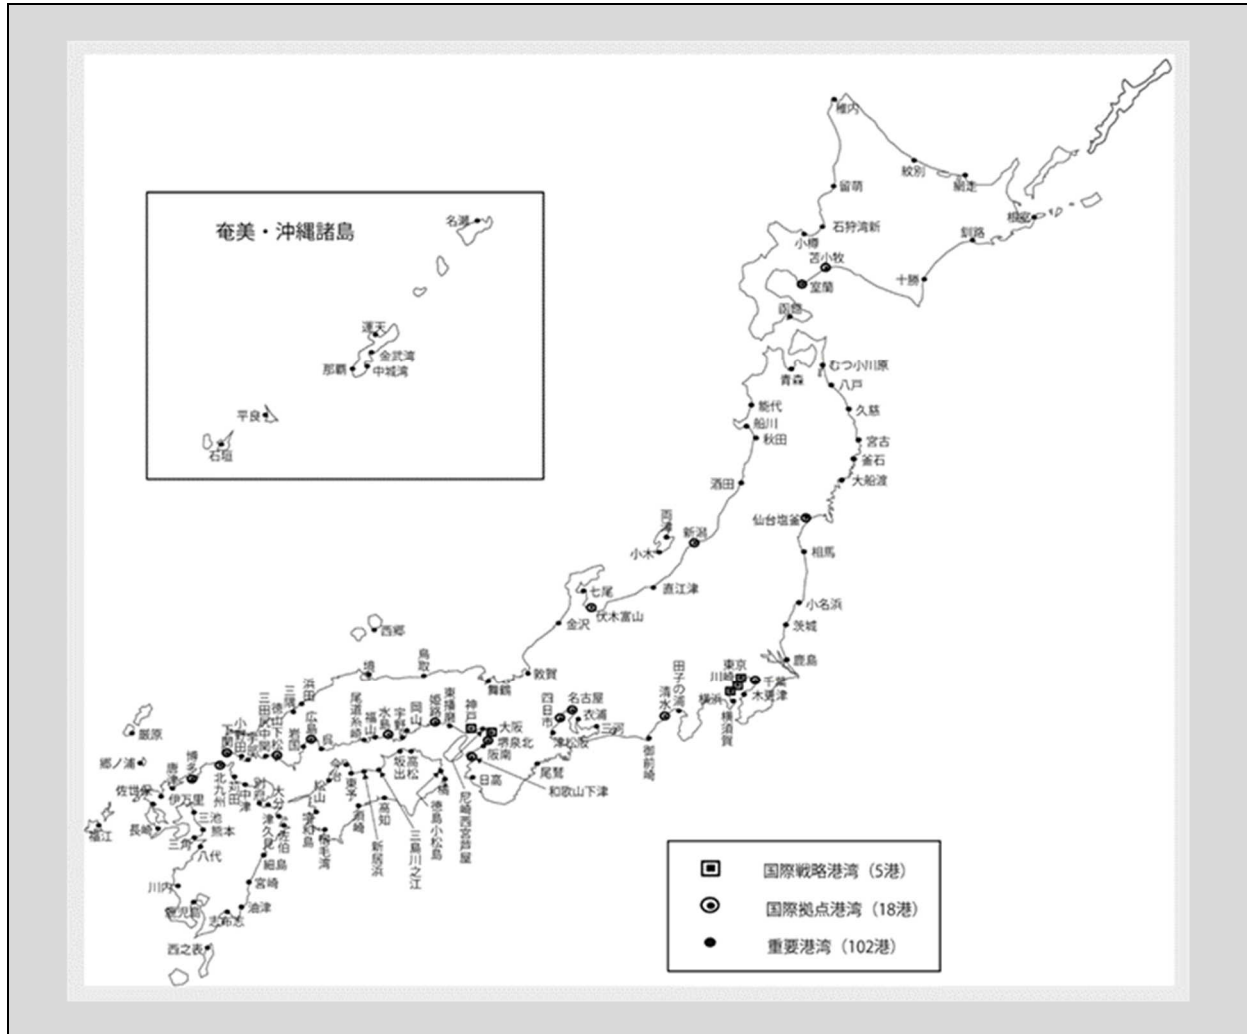 稚内
紋別
網走
留萌
根室
石狩湾新
釧路
小樽
苫小牧
十勝
室蘭
函館
奄美・沖縄諸島
名瀬
運天
金武湾
那覇
中城湾
平良
石垣
むつ小川原
青森
八戸
能代
久慈
船川
秋田
宮古
釜石
酒田
大船渡
両津
新潟
仙台塩釜
小木
相馬
七尾
直江津
小名浜
伏木富山
金沢
茨城
西郷
鹿島
境
鳥取
舞鶴
敦賀
田子の浦
東京
川崎
千葉
木更津
横浜
横須賀
清水
名古屋
四日市
衣浦
三河
津松阪
御前崎
尾鷲
神戸
大阪
堺泉北
阪南
和歌山下津
日高
尼崎西宮芦屋
東播磨
姫路
岡山
宇野
水島
福山
尾道糸崎
呉
広島
岩国
浜田
三隅
徳山下松
三田尻中関
宇部
小野田
下関
坂出
高松
橘
徳島小松島
三島川之江
新居浜
今治
東予
高知
須崎
松山
宇和島
宿毛湾
厳原
郷ノ浦
博多
唐津
北九州
苅田
中津
別府
大分
津久見
佐伯
細島
宮崎
油津
志布志
佐世保
伊万里
福江
長崎
三池
熊本
三角
八代
川内
鹿児島
西之表
国際戦略港湾（5港）
国際拠点港湾（18港）
重要港湾（102港）